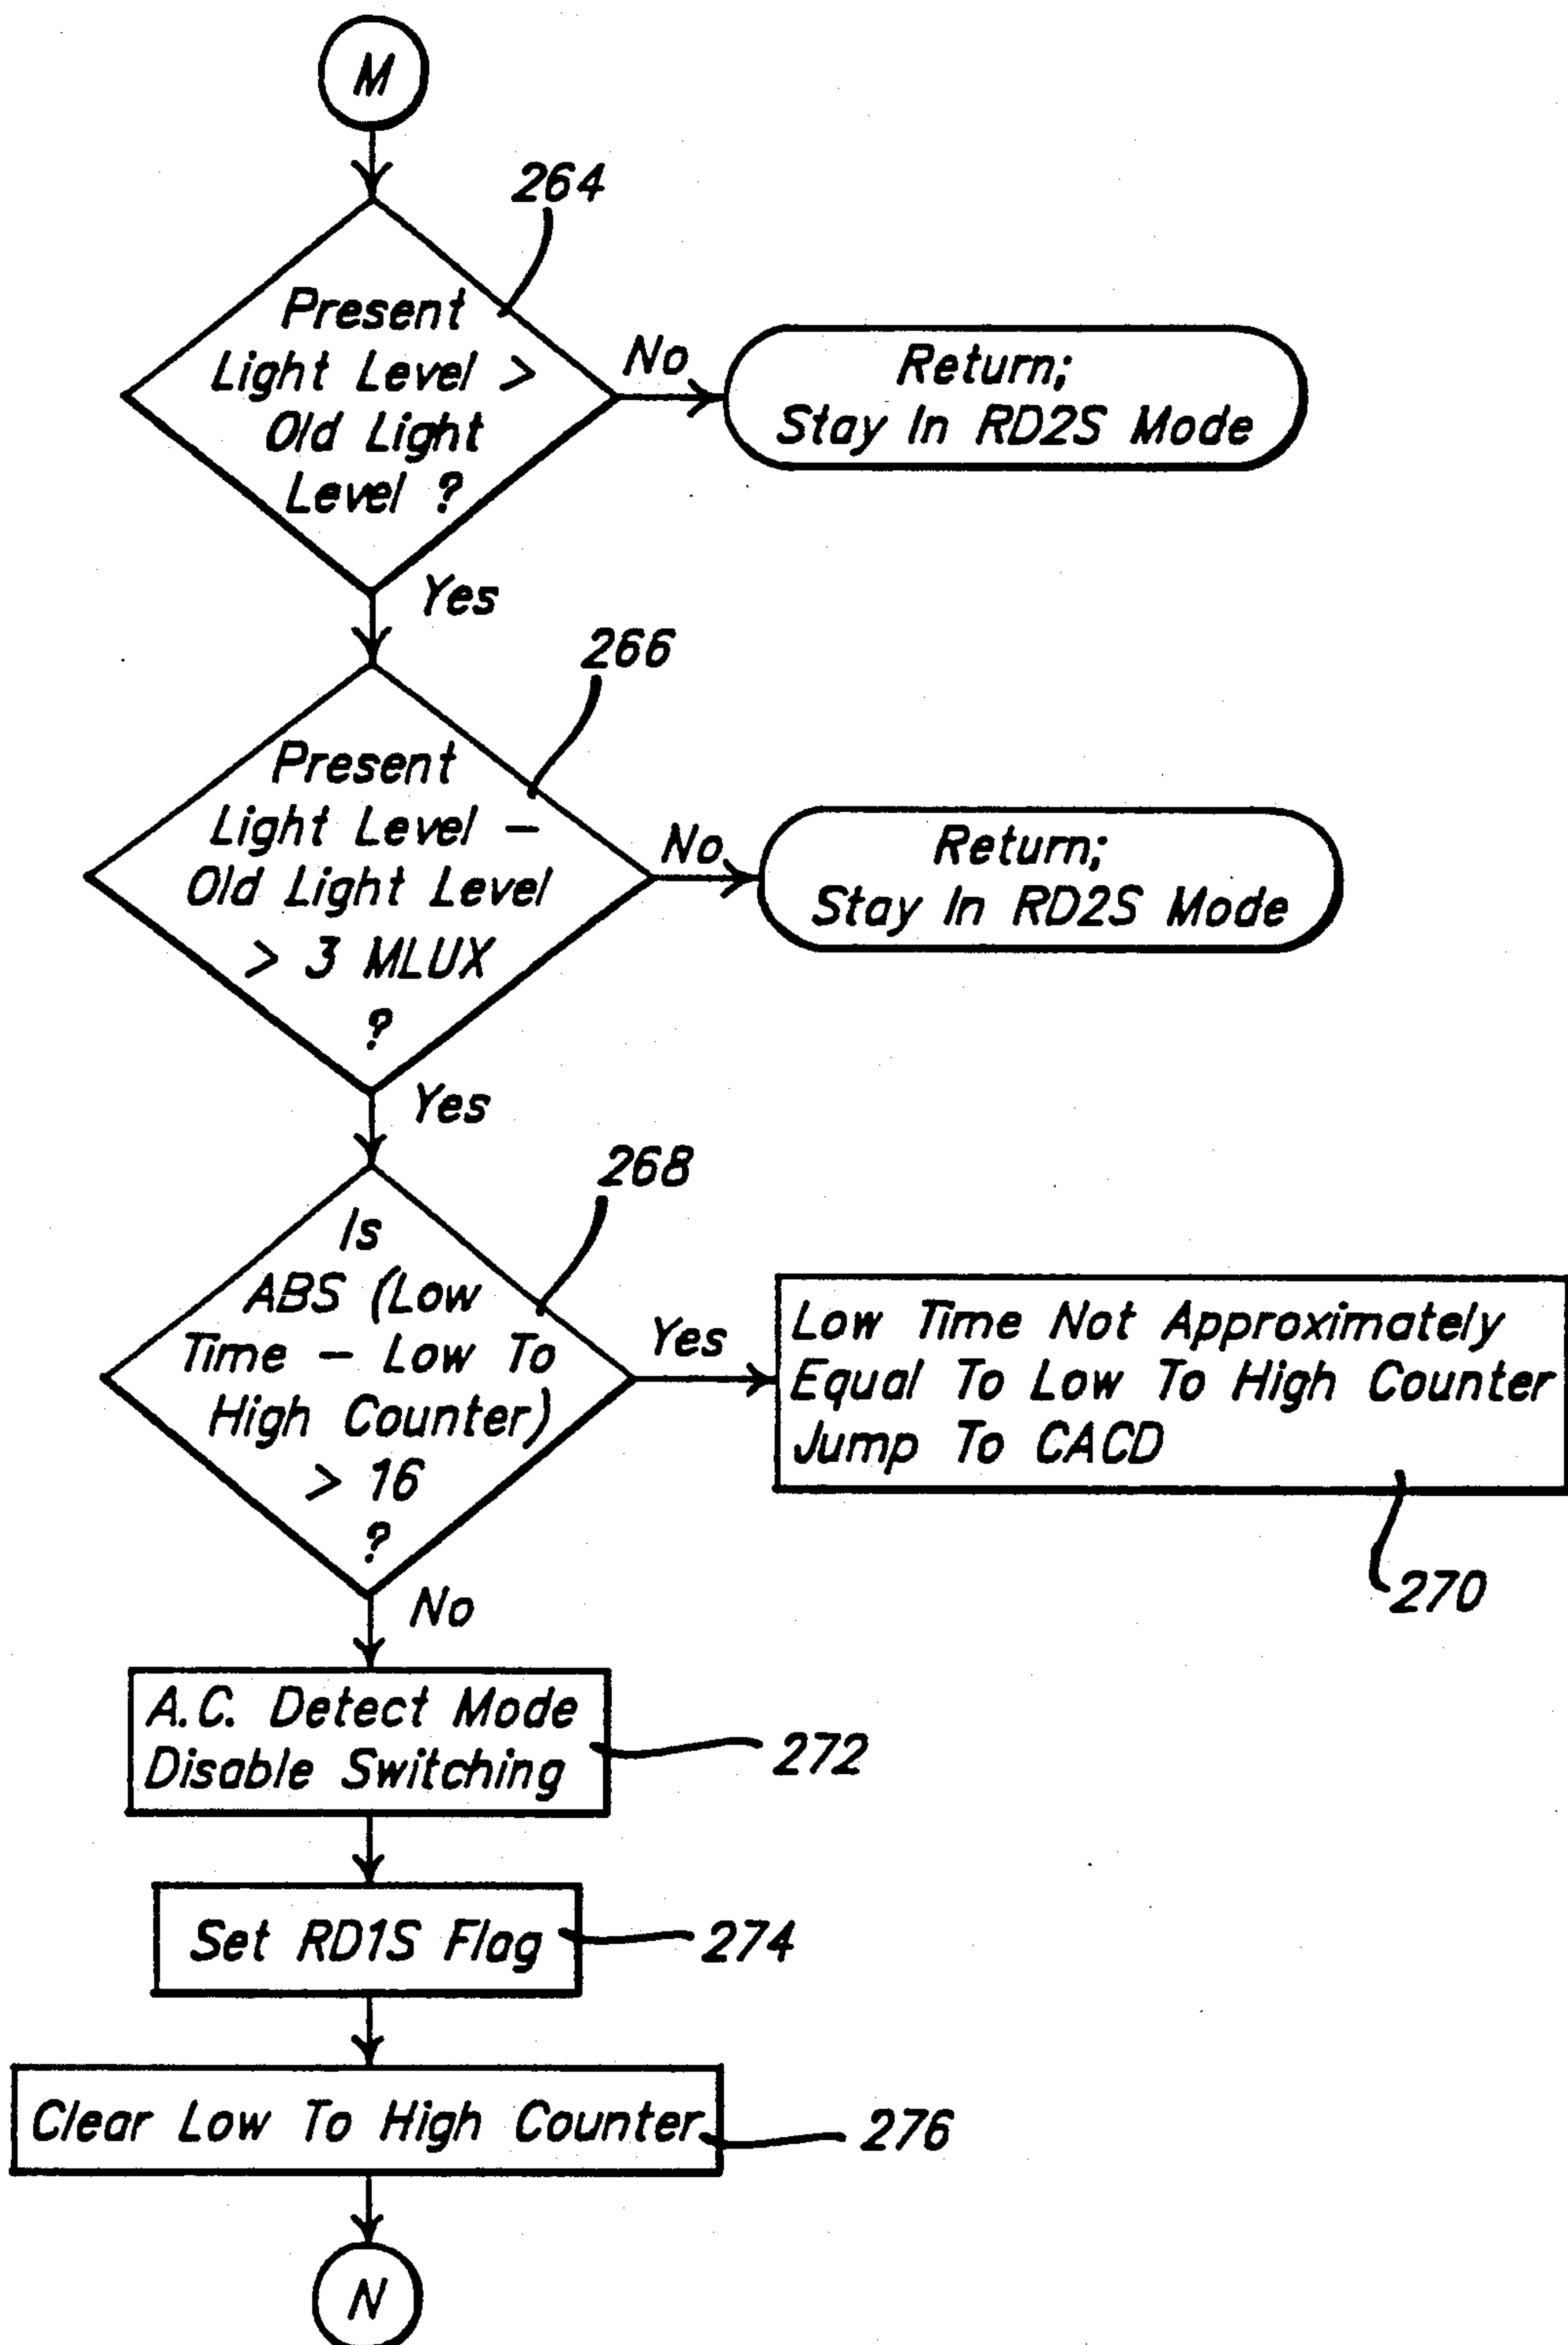 M
264
Present
Light Level >
Old Light
Level ?
No
Return;
Stay In RD2S Mode
Yes
266
Present
Light Level –
Old Light Level
> 3 MLUX
?
No
Return;
Stay In RD2S Mode
Yes
268
Is
ABS (Low
Time – Low To
High Counter)
> 16
?
Yes
Low Time Not Approximately
Equal To Low To High Counter
Jump To CACD
270
No
A.C. Detect Mode
Disable Switching
272
Set RD1S Flag
274
Clear Low To High Counter
276
N